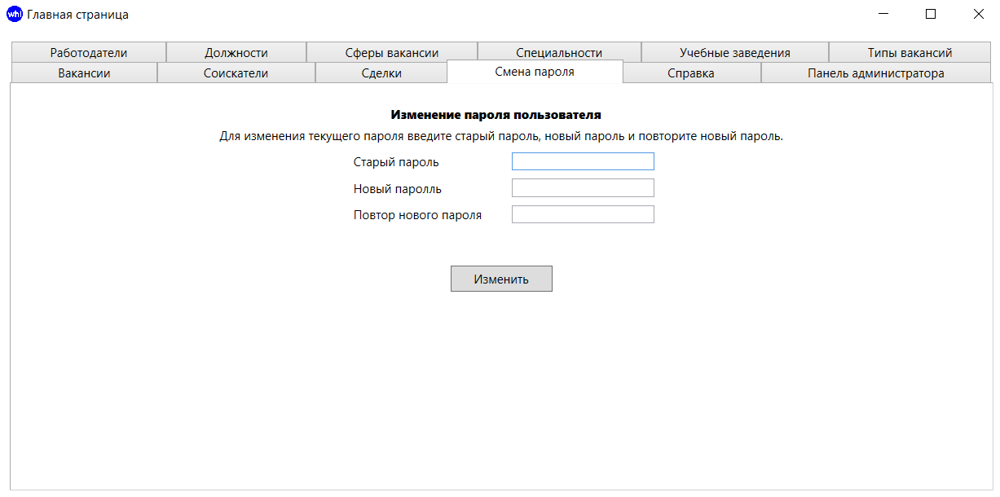 wh! Главная страница
Работодатели Должности Сферы вакансии Специальности Учебные заведения Типы вакансий
Вакансии Соискатели Сделки Смена пароля Справка Панель администратора
Изменение пароля пользователя
Для изменения текущего пароля введите старый пароль, новый пароль и повторите новый пароль.
Старый пароль
Новый паролль
Повтор нового пароля
Изменить